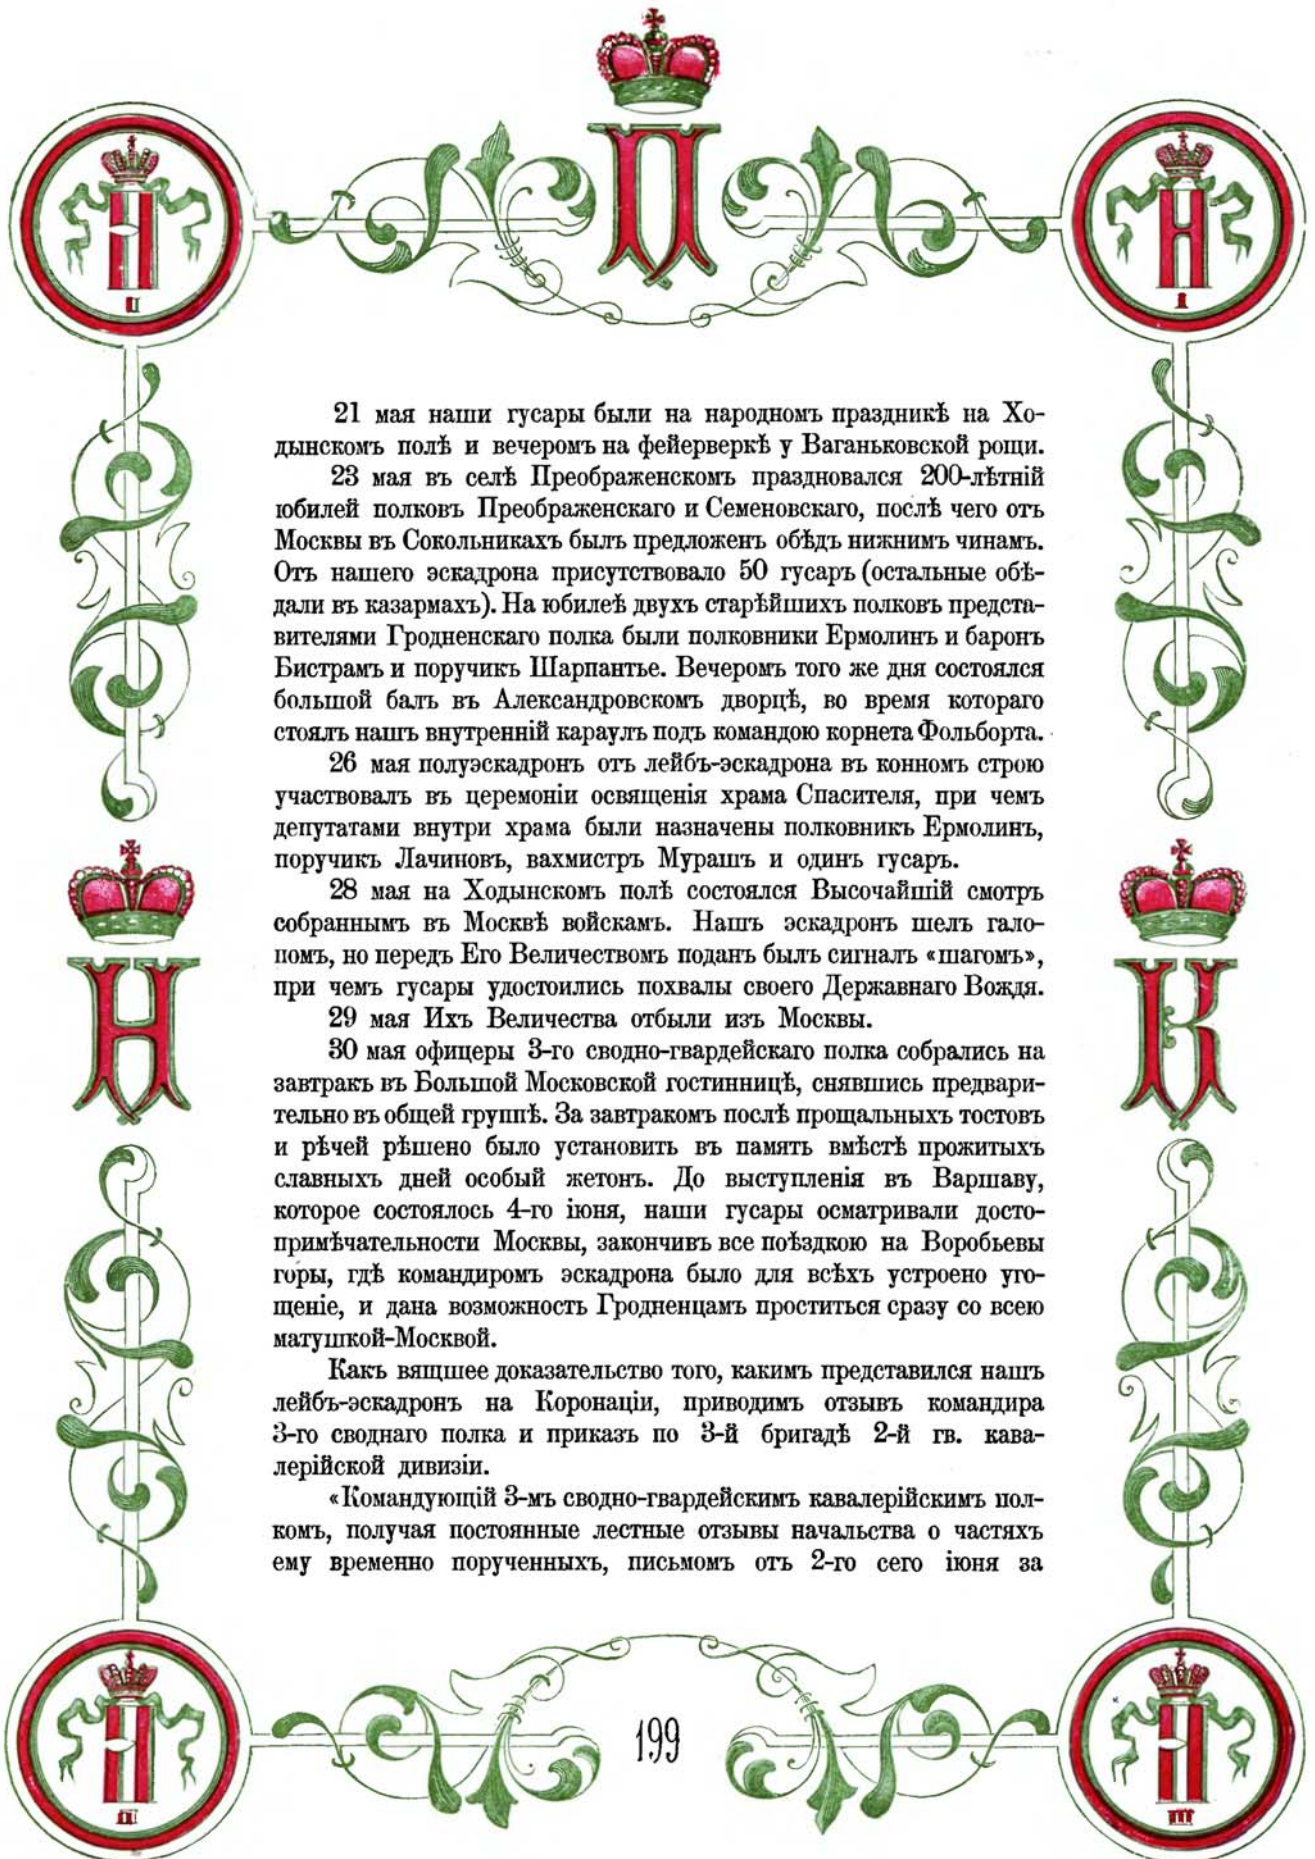 П
II
I
21 мая наши гусары были на народномъ праздникѣ на Хо-
дынскомъ полѣ и вечеромъ на фейерверкѣ у Ваганьковской рощи.
23 мая въ селѣ Преображенскомъ праздновался 200-лѣтній
юбилей полковъ Преображенскаго и Семеновскаго, послѣ чего отъ
Москвы въ Сокольникахъ былъ предложенъ обѣдъ нижнимъ чинамъ.
Отъ нашего эскадрона присутствовало 50 гусаръ (остальные обѣ-
дали въ казармахъ). На юбилеѣ двухъ старѣйшихъ полковъ предста-
вителями Гродненскаго полка были полковники Ермолинъ и баронъ
Бистрамъ и поручикъ Шарпантье. Вечеромъ того же дня состоялся
большой балъ въ Александровскомъ дворцѣ, во время котораго
стоялъ нашъ внутренній караулъ подъ командою корнета Фольборта.
26 мая полуэскадронъ отъ лейбъ-эскадрона въ конномъ строю
участвовалъ въ церемоніи освященія храма Спасителя, при чемъ
депутатами внутри храма были назначены полковникъ Ермолинъ,
поручикъ Лачиновъ, вахмистръ Мурашъ и одинъ гусаръ.
28 мая на Ходынскомъ полѣ состоялся Высочайшій смотръ
собраннымъ въ Москвѣ войскамъ. Нашъ эскадронъ шелъ гало-
помъ, но передъ Его Величествомъ поданъ былъ сигналъ «шагомъ»,
при чемъ гусары удостоились похвалы своего Державнаго Вождя.
29 мая Ихъ Величества отбыли изъ Москвы.
30 мая офицеры 3-го сводно-гвардейскаго полка собрались на
завтракъ въ Большой Московской гостинницѣ, снявшись предвари-
тельно въ общей группѣ. За завтракомъ послѣ прощальныхъ тостовъ
и рѣчей рѣшено было установить въ память вмѣстѣ прожитыхъ
славныхъ дней особый жетонъ. До выступленія въ Варшаву,
которое состоялось 4-го іюня, наши гусары осматривали досто-
примѣчательности Москвы, закончивъ все поѣздкою на Воробьевы
горы, гдѣ командиромъ эскадрона было для всѣхъ устроено уго-
щеніе, и дана возможность Гродненцамъ проститься сразу со всею
матушкой-Москвой.
Какъ вящшее доказательство того, какимъ представился нашъ
лейбъ-эскадронъ на Коронаціи, приводимъ отзывъ командира
3-го своднаго полка и приказъ по 3-й бригадѣ 2-й гв. кава-
лерійской дивизіи.
«Командующій 3-мъ сводно-гвардейскимъ кавалерійскимъ пол-
комъ, получая постоянные лестные отзывы начальства о частяхъ
ему временно порученныхъ, письмомъ отъ 2-го сего іюня за
Н
К
199
III